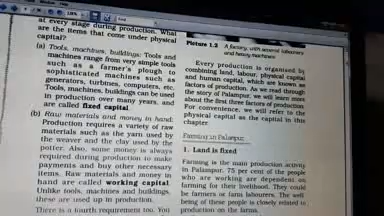 at every stage during production. What
are the items that come under physical
capital?
(a) Tools, machines, buildings: Tools and
machines range from very simple tools
such as a farmer's plough to
sophisticated machines such as
generators, turbines, computers, etc.
Tools, machines, buildings can be used
in production over many years, and
are called fixed capital.
(b) Raw materials and money in hand:
Production requires a variety of raw
materials such as the yarn used by
the weaver and the clay used by the
potter. Also, some money is always
required during production to make
payments and buy other necessary
items. Raw materials and money in
hand are called working capital.
Unlike tools, machines and buildings,
these are used up in production.
There is a fourth requirement too. You
Picture 1.2 A factory, with several labourers
and heavy machines
Every production is organised by
combining land, labour, physical capital
and human capital, which are known as
factors of production. As we read through
the story of Palampur, we will learn more
about the first three factors of production.
For convenience, we will refer to the
physical capital as the capital in this
chapter.
Farming in Palampur
1. Land is fixed
Farming is the main production activity
in Palampur. 75 per cent of the people
who are working are dependent on
farming for their livelihood. They could
be farmers or farm labourers. The well
being of these people is closely related to
production on the farms.